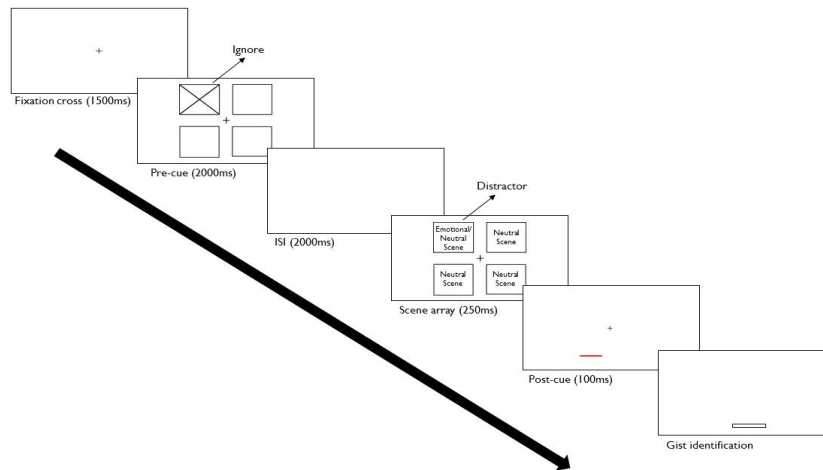 Ignore
Fixation cross (1500ms)
Pre-cue (2000ms)
ISI (2000ms)
Distractor
Emotional/
Neutral
Scene
Neutral
Scene
Neutral
Scene
Neutral
Scene
Scene array (250ms)
Post-cue (100ms)
Gist identification